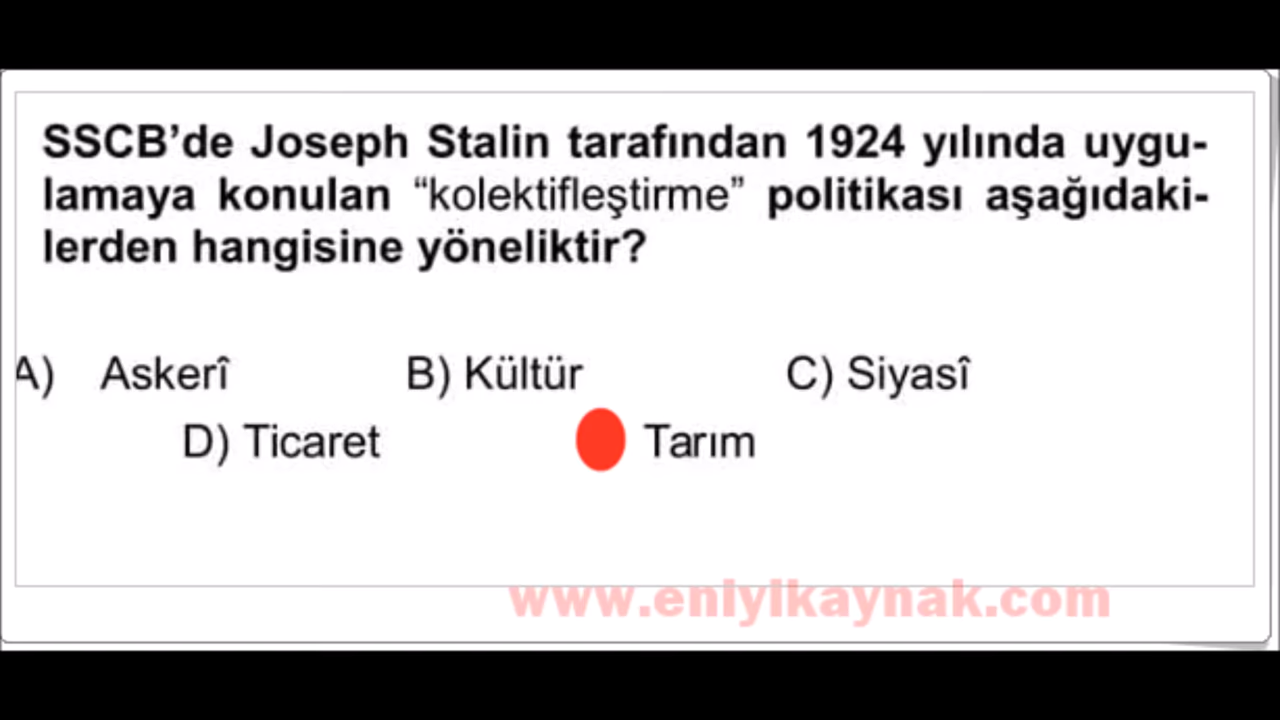 SSCB’de Joseph Stalin tarafından 1924 yılında uygu-
lamaya konulan “kolektifleştirme” politikası aşağıdaki-
lerden hangisine yöneliktir?
A) Askerî B) Kültür C) Siyasî
D) Ticaret Tarım
www.enlylkaynak.com